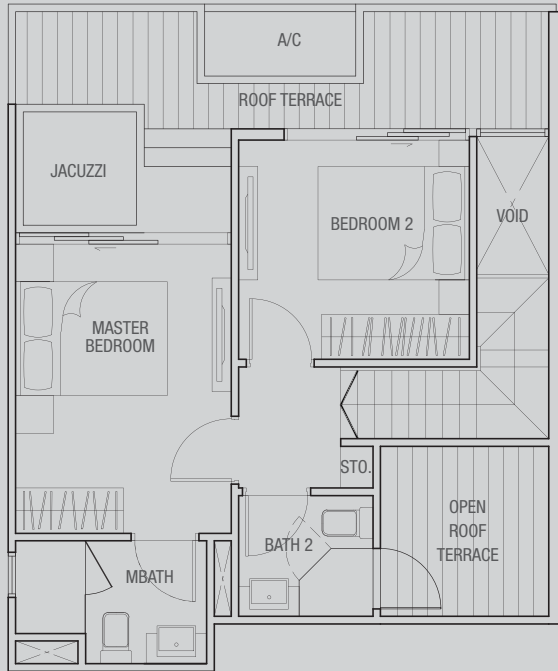 A/C
ROOF TERRACE
JACUZZI
BEDROOM 2
VOID
MASTER
BEDROOM
STO.
OPEN
ROOF
TERRACE
BATH 2
MBATH